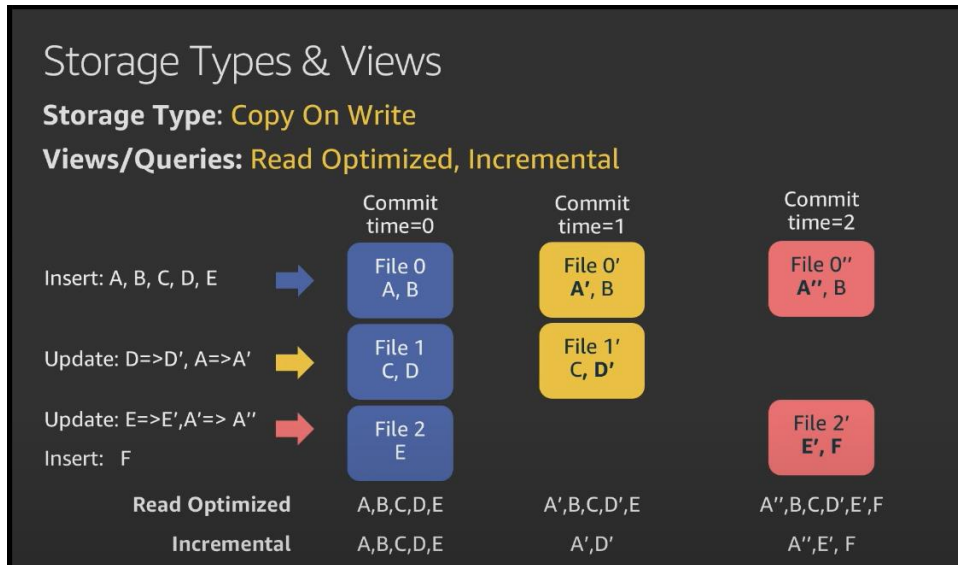 Storage Types & Views
Storage Type: Copy On Write
Views/Queries: Read Optimized, Incremental
Commit
time=0
Commit
time=1
Commit
time=2
Insert: A, B, C, D, E
File 0
A, B
File 0′
A′, B
File 0′′
A′′, B
Update: D=>D′, A=>A′
File 1
C, D
File 1′
C, D′
Update: E=>E′,A′=> A′′
Insert: F
File 2
E
File 2′
E′, F
Read Optimized
A,B,C,D,E
A′,B,C,D′,E
A′′,B,C,D′,E′,F
Incremental
A,B,C,D,E
A′,D′
A′′,E′, F